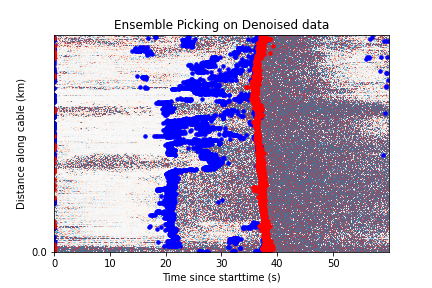 Ensemble Picking on Denoised data
Distance along cable (km)
0.0
0 10 20 30 40 50
Time since starttime (s)